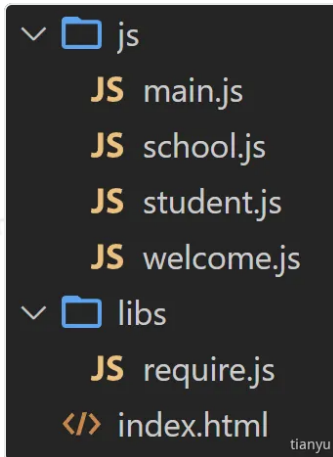 js
JS main.js
JS school.js
JS student.js
JS welcome.js
libs
JS require.js
</> index.html
tianyu